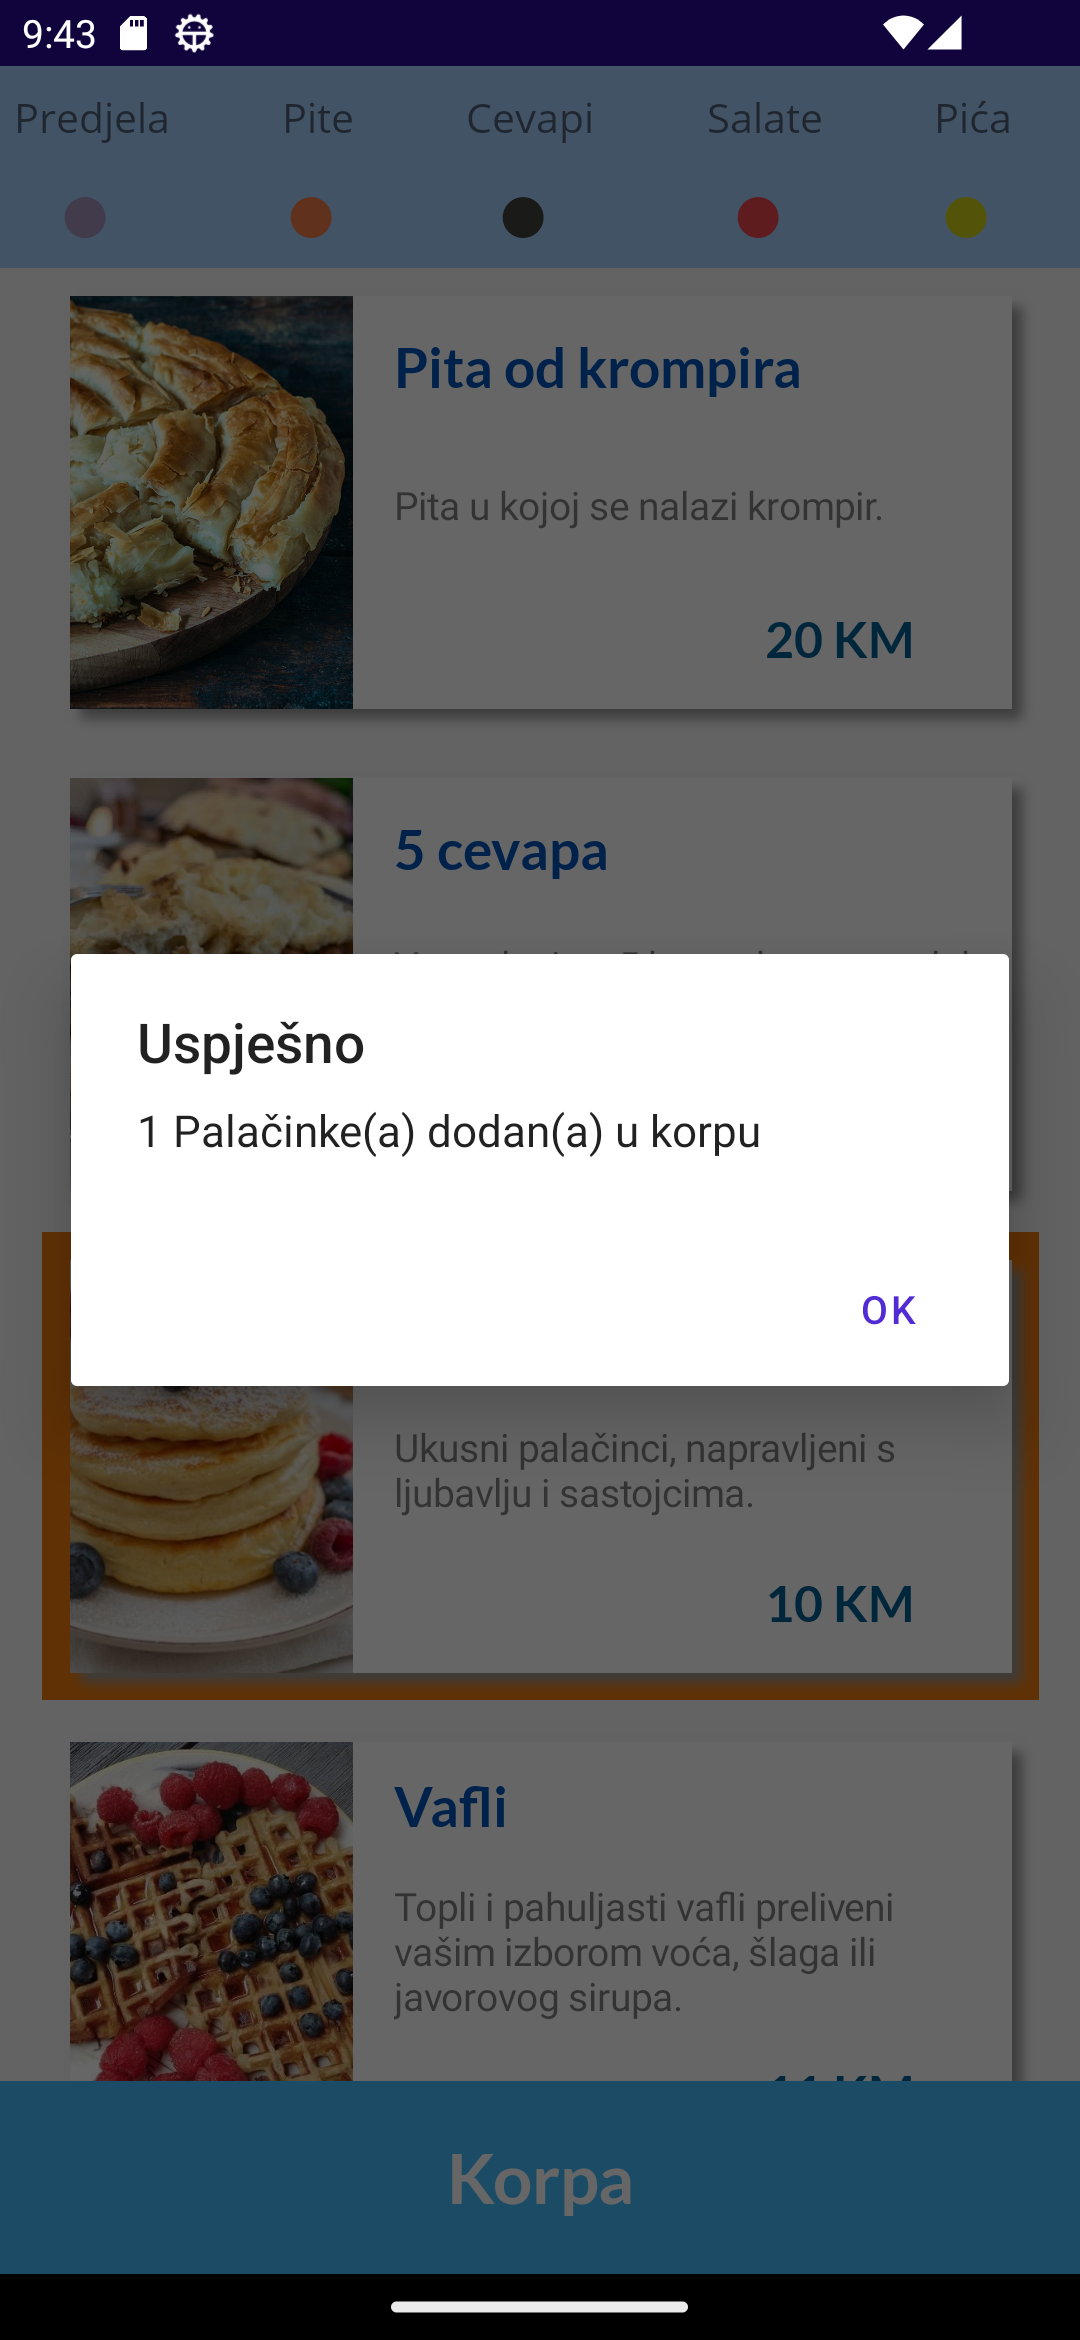 9:43
Predjela Pite Cevapi Salate Pića
Pita od krompira
Pita u kojoj se nalazi krompir.
20 KM
5 cevapa
Uspješno
1 Palačinke(a) dodan(a) u korpu
OK
Ukusni palačinci, napravljeni s
ljubavlju i sastojcima.
10 KM
Vafli
Topli i pahuljasti vafli preliveni
vašim izborom voća, šlaga ili
javorovog sirupa.
Korpa